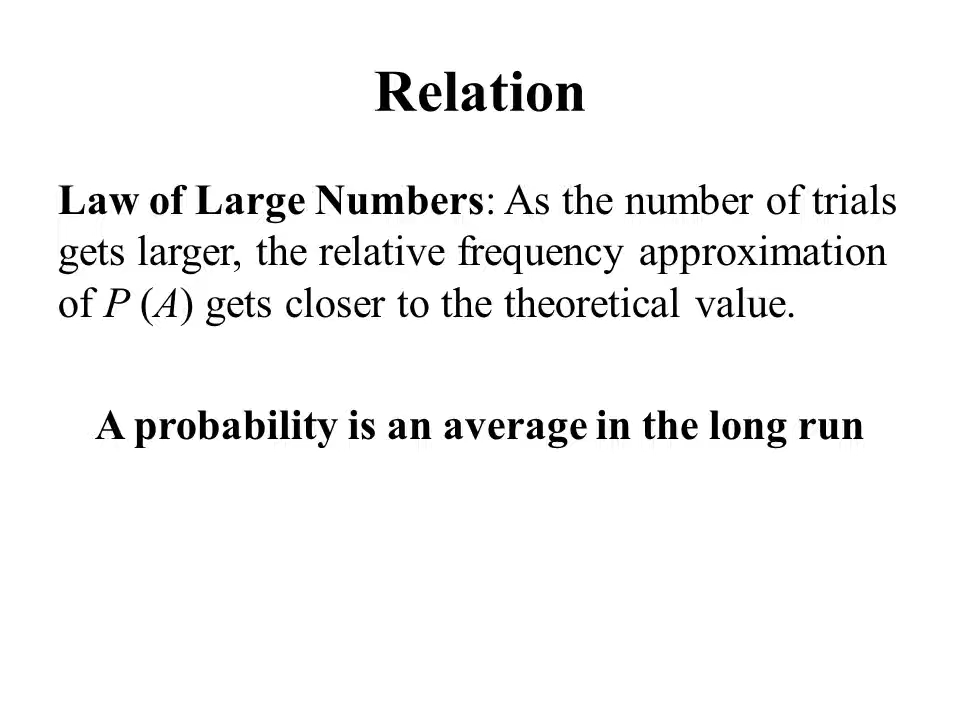 Relation
Law of Large Numbers: As the number of trials
gets larger, the relative frequency approximation
of P (A) gets closer to the theoretical value.
A probability is an average in the long run